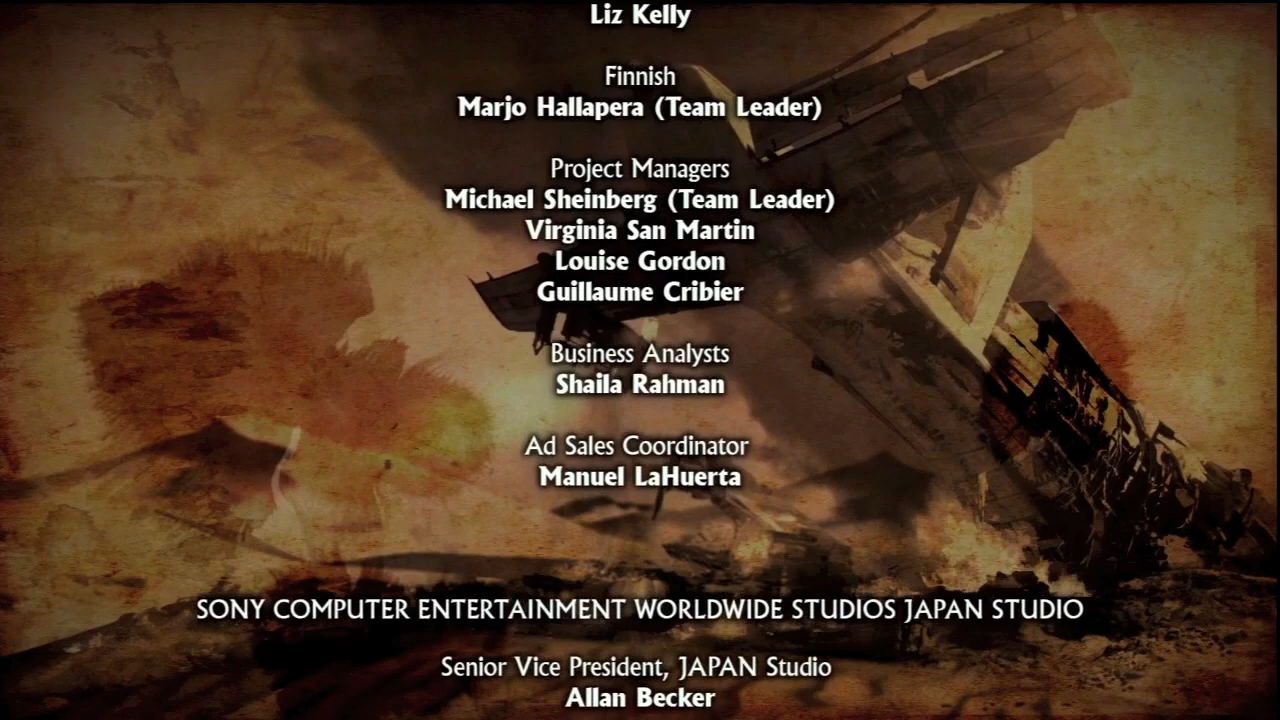 Liz Kelly
Finnish
Marjo Hallapera (Team Leader)
Project Managers
Michael Sheinberg (Team Leader)
Virginia San Martin
Louise Gordon
Guillaume Cribier
Business Analysts
Shaila Rahman
Ad Sales Coordinator
Manuel LaHuerta
SONY COMPUTER ENTERTAINMENT WORLDWIDE STUDIOS JAPAN STUDIO
Senior Vice President, JAPAN Studio
Allan Becker